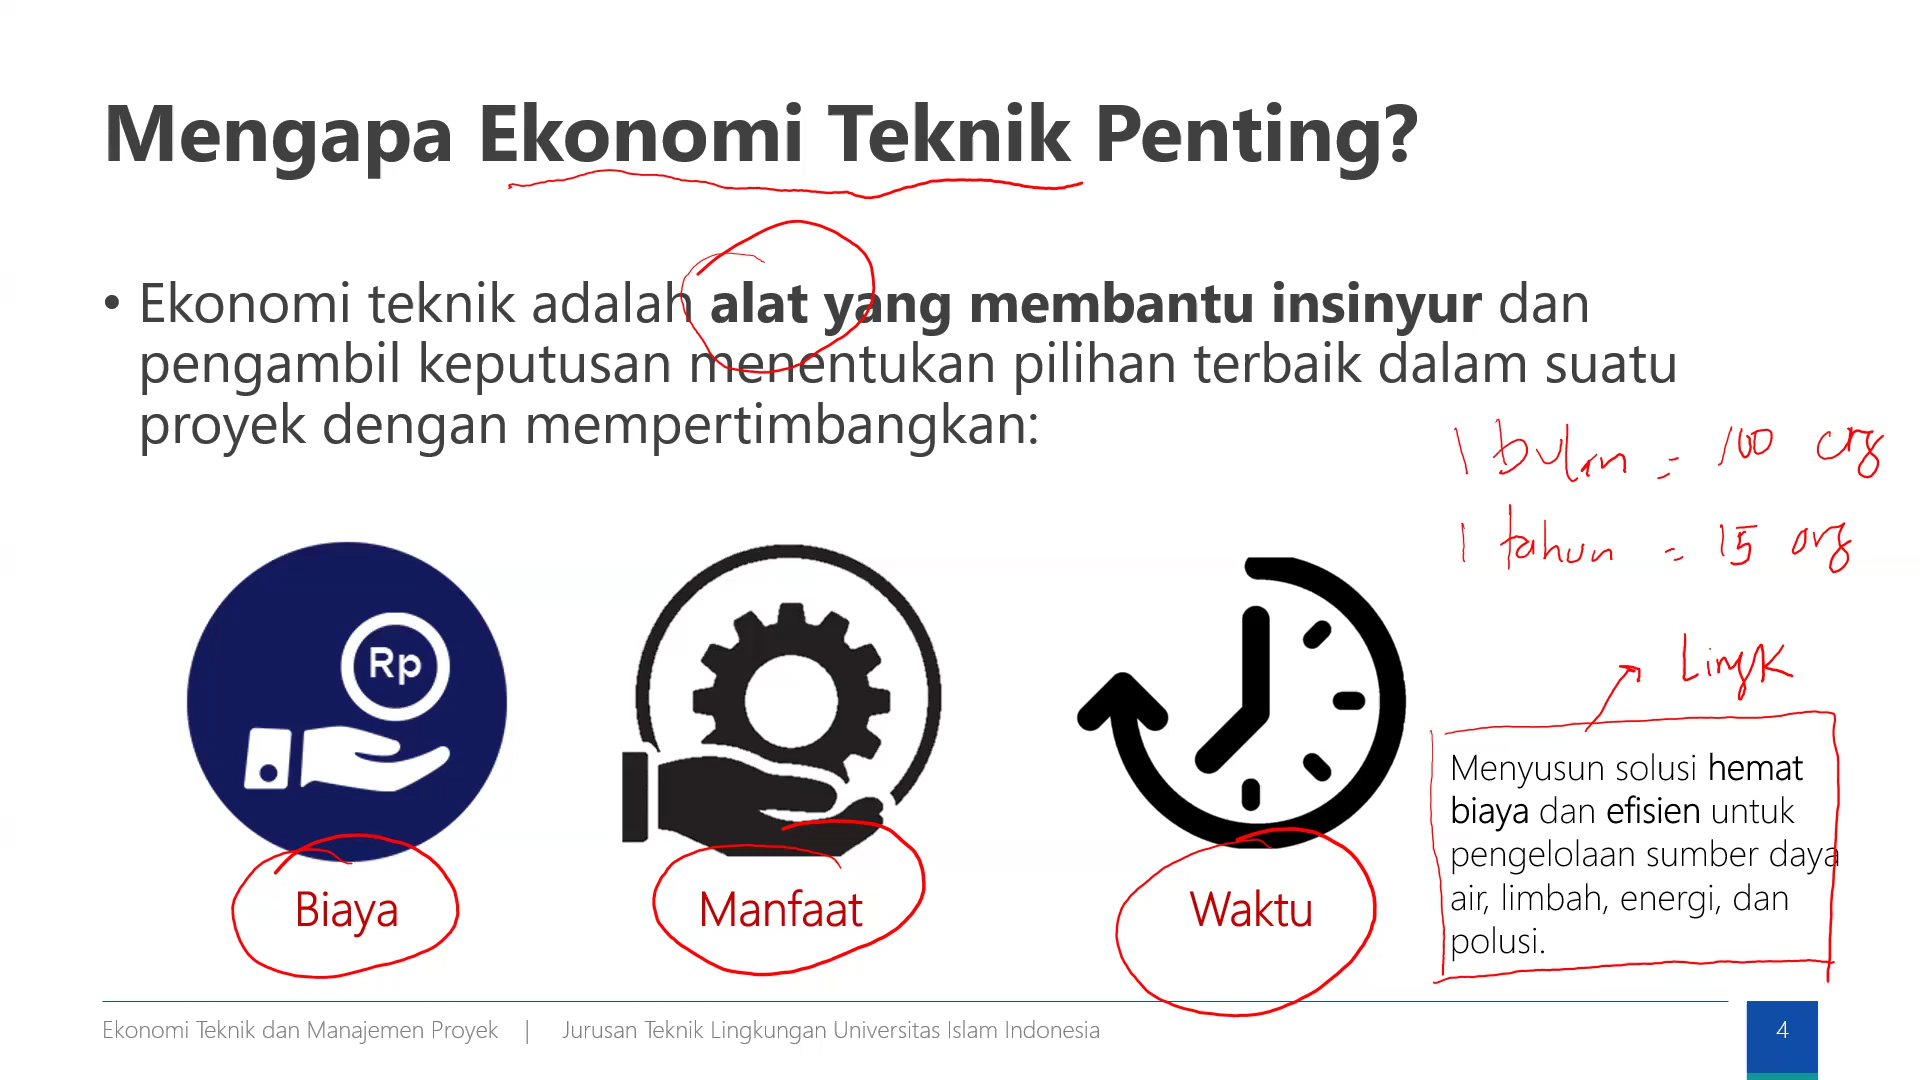 Mengapa Ekonomi Teknik Penting?
• Ekonomi teknik adalah alat yang membantu insinyur dan
pengambil keputusan menentukan pilihan terbaik dalam suatu
proyek dengan mempertimbangkan:
1 bulan = 100 org
1 tahun = 15 org
Rp
Lingk
Biaya
Manfaat
Waktu
Menyusun solusi hemat
biaya dan efisien untuk
pengelolaan sumber daya
air, limbah, energi, dan
polusi.
Ekonomi Teknik dan Manajemen Proyek | Jurusan Teknik Lingkungan Universitas Islam Indonesia
4